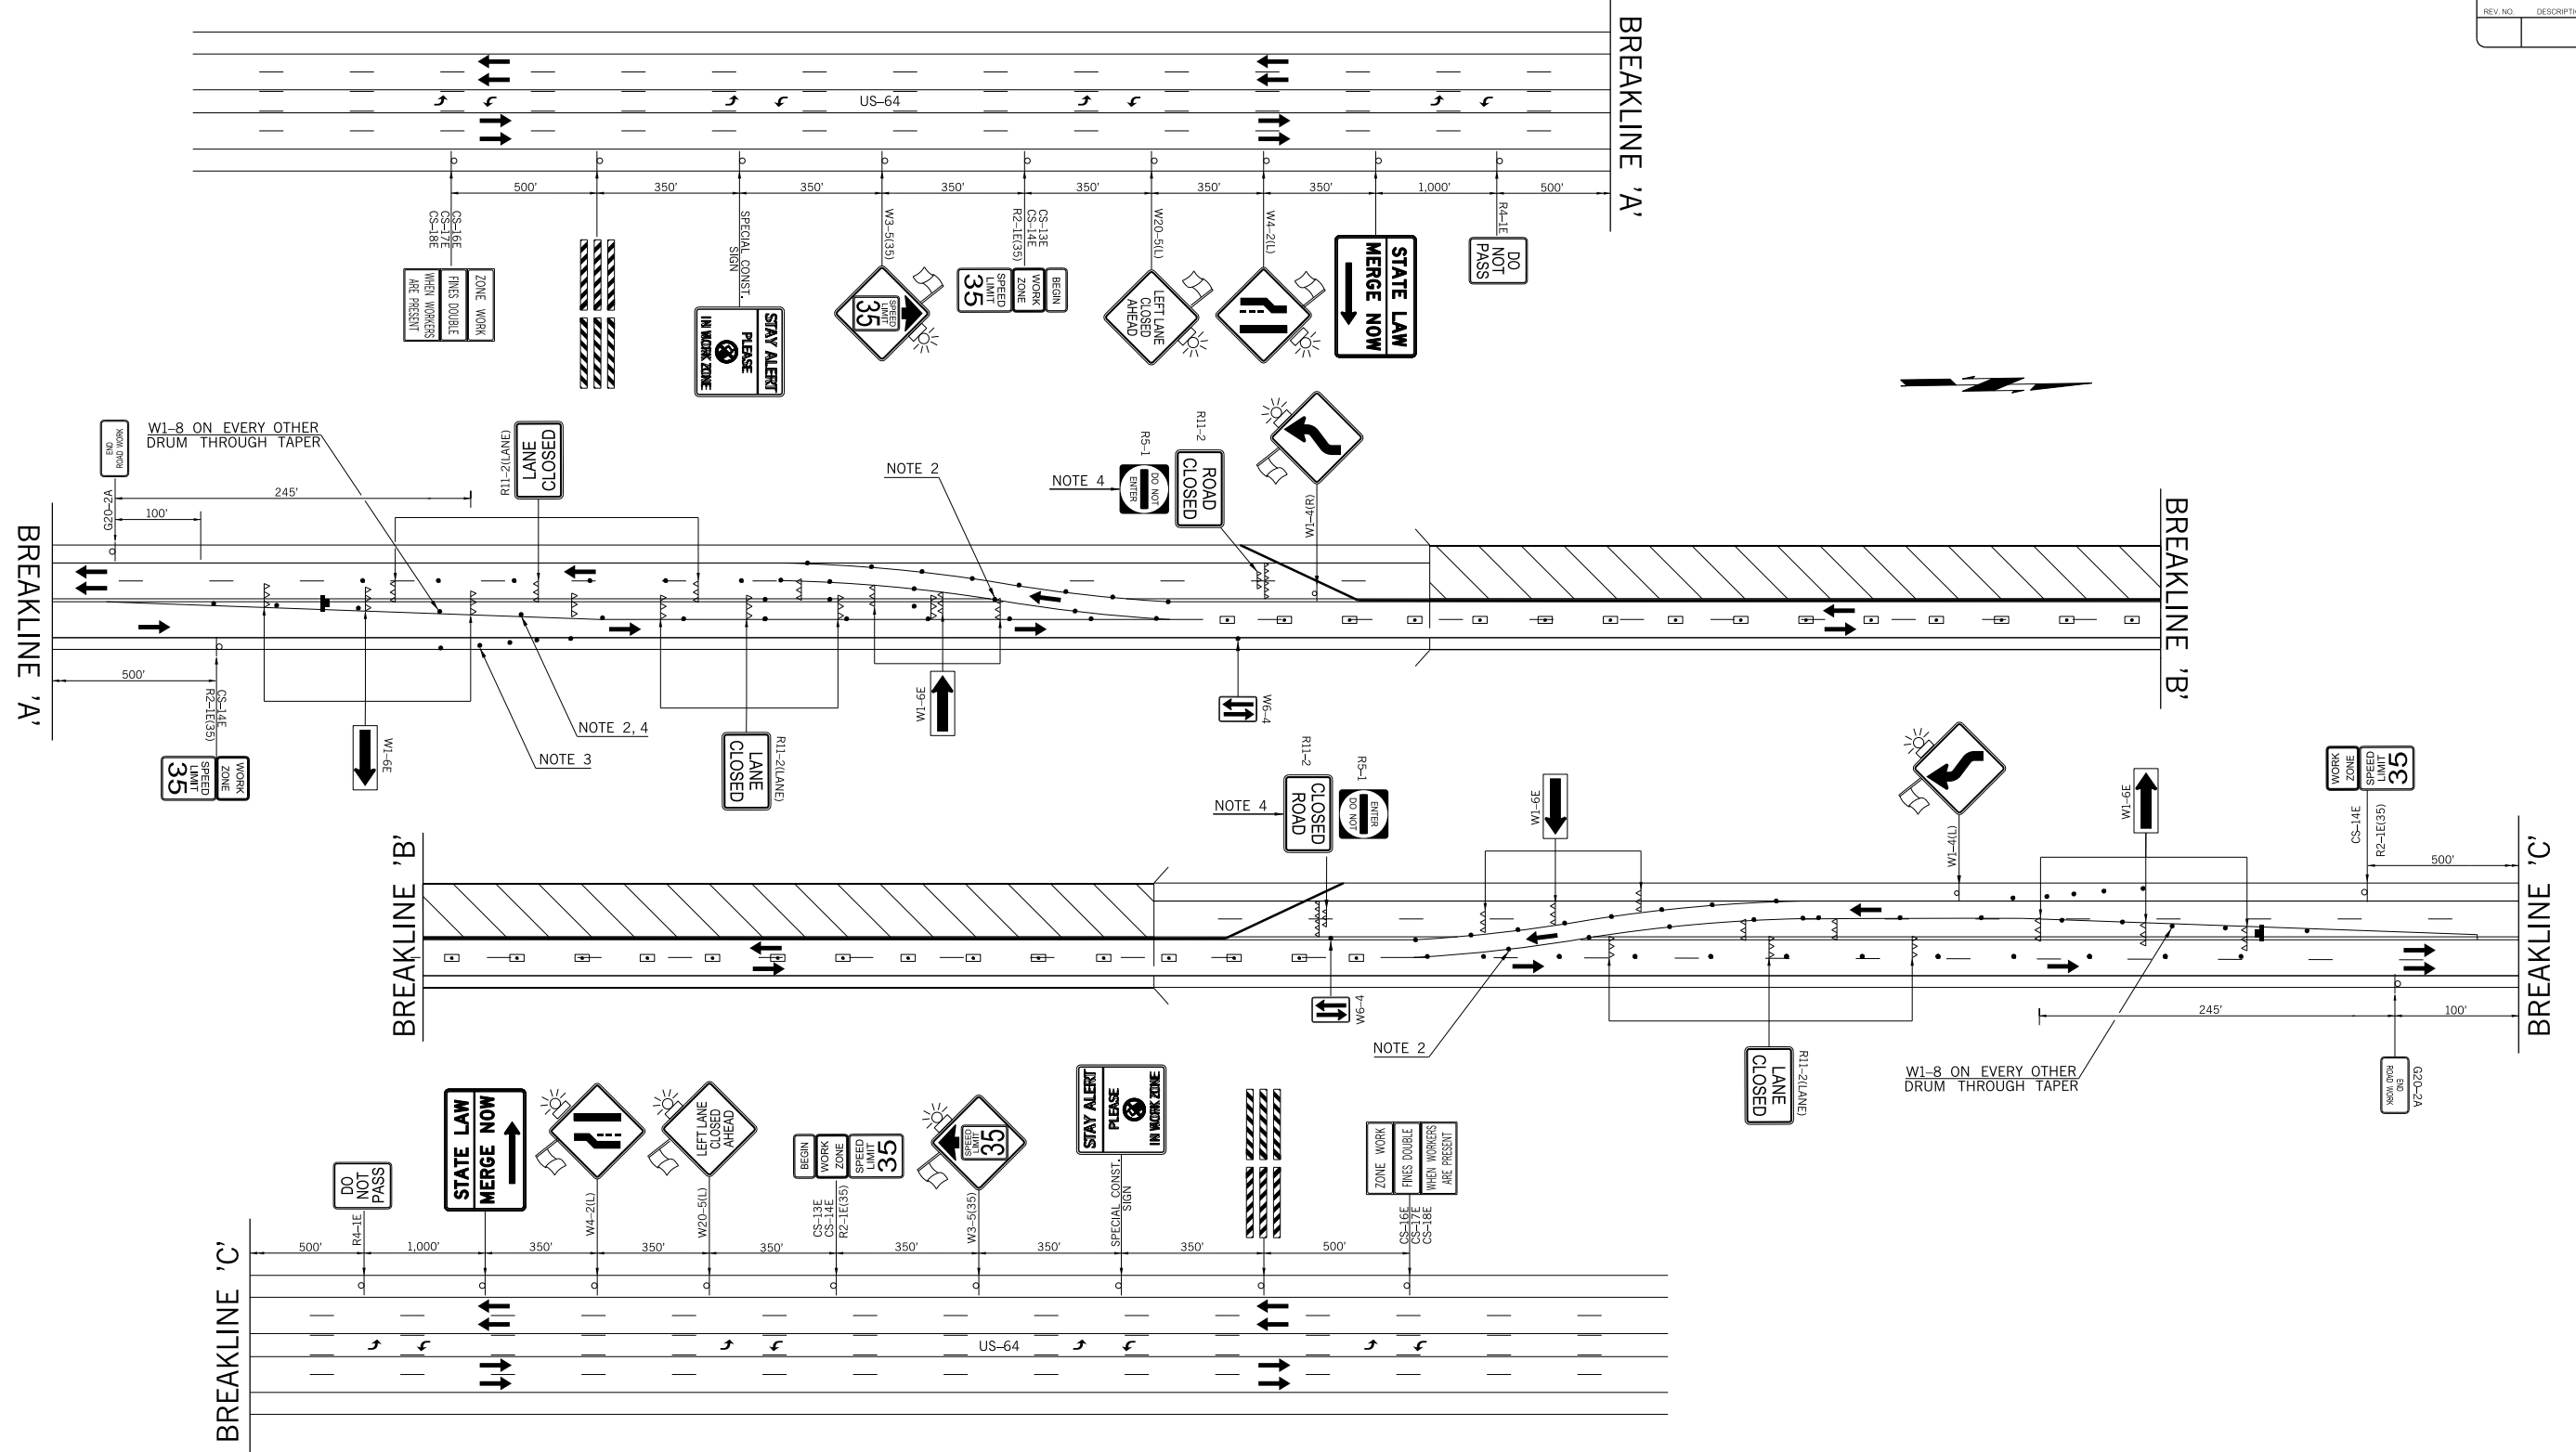 REV. NO.
BREAKLINE 'A'
US-64
500'
350'
350'
350'
350'
350'
350'
1,000'
500'
CS-16E
CS-17E
CS-18E
SPECIAL CONST.
SIGN
W3-5(35)
CS-13E
CS-14E
R2-1E(35)
W20-5(L)
W4-2(L)
R4-1E
ZONE WORK
FINES DOUBLE
WHEN WORKERS
ARE PRESENT
STAY ALERT
PLEASE
IN WORK ZONE
SPEED
LIMIT
35
BEGIN
WORK
ZONE
SPEED
LIMIT
35
LEFT LANE
CLOSED
AHEAD
STATE LAW
MERGE NOW
DO
NOT
PASS
END
ROAD WORK
G20-2A
W1-8 ON EVERY OTHER
DRUM THROUGH TAPER
245'
100'
R11-2(LANE)
LANE
CLOSED
NOTE 2
NOTE 4
R5-1
DO NOT
ENTER
R11-2
ROAD
CLOSED
W1-4(R)
BREAKLINE 'A'
BREAKLINE 'B'
500'
CS-14E
R2-1E(35)
WORK
ZONE
SPEED
LIMIT
35
W1-6E
NOTE 2, 4
NOTE 3
R11-2(LANE)
LANE
CLOSED
W1-6E
W6-4
BREAKLINE 'B'
NOTE 4
R11-2
CLOSED
ROAD
R5-1
ENTER
DO NOT
W1-6E
W1-4(L)
W1-6E
WORK
ZONE
SPEED
LIMIT
35
CS-14E
R2-1E(35)
500'
BREAKLINE 'C'
W6-4
NOTE 2
R11-2(LANE)
LANE
CLOSED
W1-8 ON EVERY OTHER
DRUM THROUGH TAPER
245'
100'
G20-2A
END
ROAD WORK
BREAKLINE 'C'
DO
NOT
PASS
STATE LAW
MERGE NOW
LEFT LANE
CLOSED
AHEAD
BEGIN
WORK
ZONE
SPEED
LIMIT
35
SPEED
LIMIT
35
STAY ALERT
PLEASE
IN WORK ZONE
ZONE WORK
FINES DOUBLE
WHEN WORKERS
ARE PRESENT
R4-1E
W4-2(L)
W20-5(L)
CS-13E
CS-14E
R2-1E(35)
W3-5(35)
SPECIAL CONST.
SIGN
CS-16E
CS-17E
CS-18E
500'
1,000'
350'
350'
350'
350'
350'
350'
500'
US-64